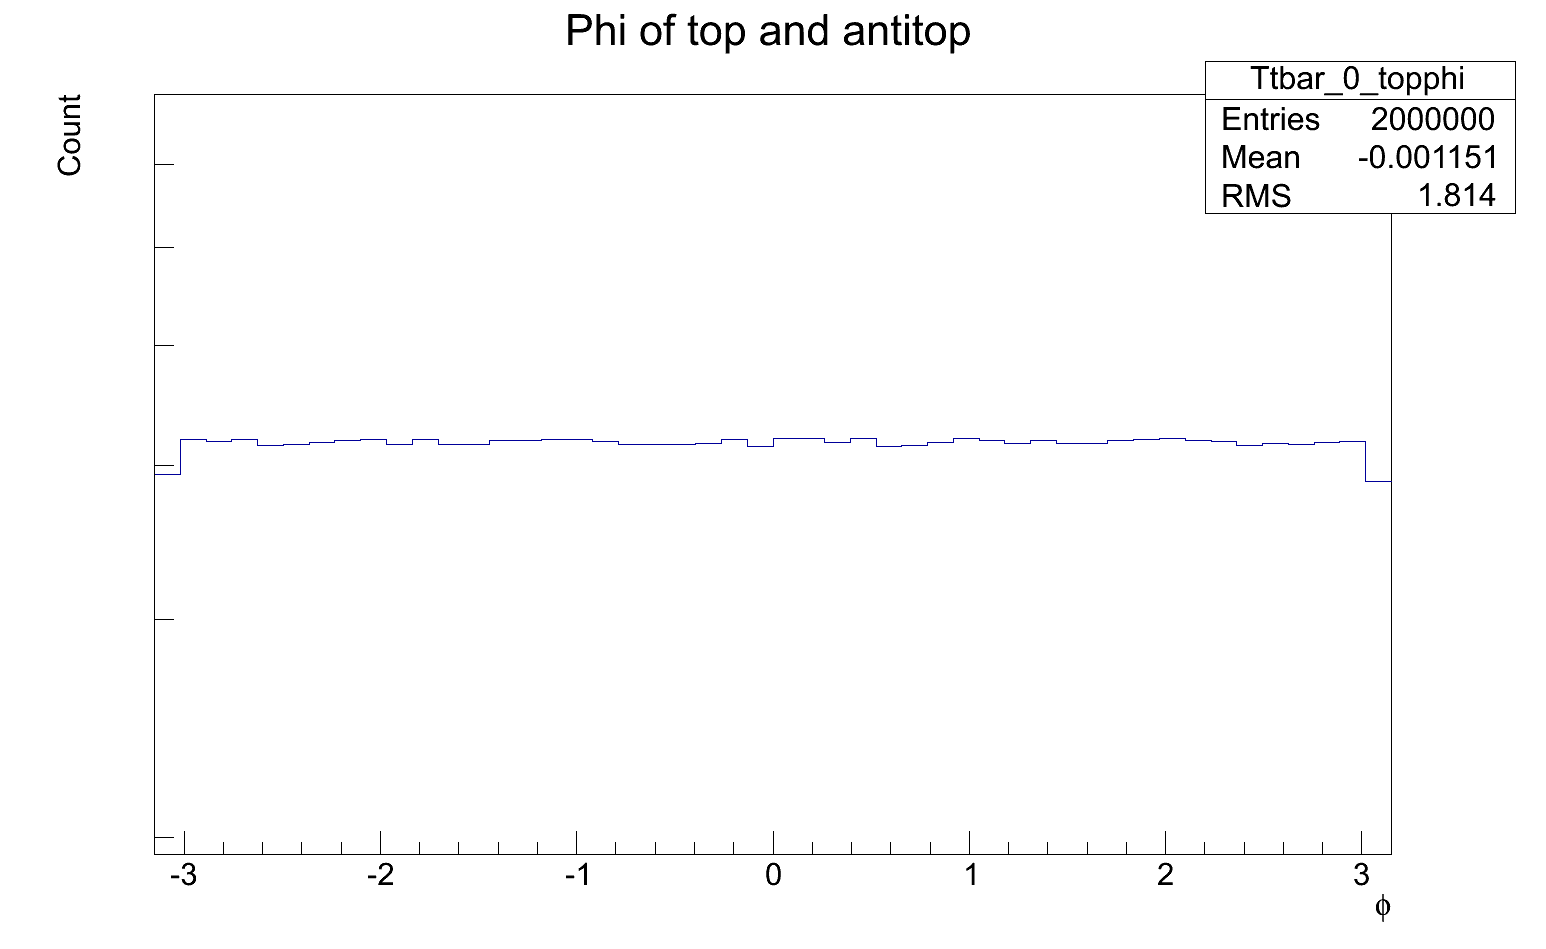 Phi of top and antitop
Ttbar_0_topphi
Entries 2000000
Mean -0.001151
RMS 1.814
Count
-3 -2 -1 0 1 2 3
ϕ